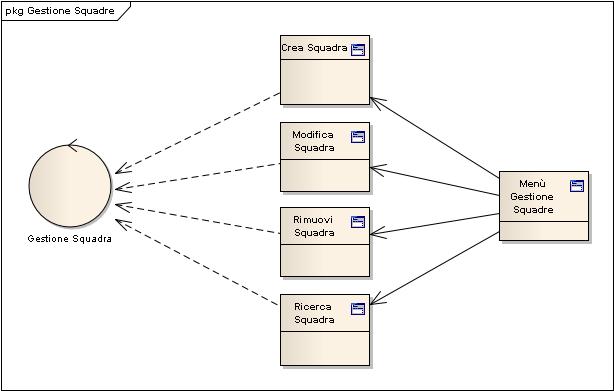 pkg Gestione Squadre
Crea Squadra
Modifica
Squadra
Rimuovi
Squadra
Ricerca
Squadra
Menù
Gestione
Squadre
Gestione Squadra